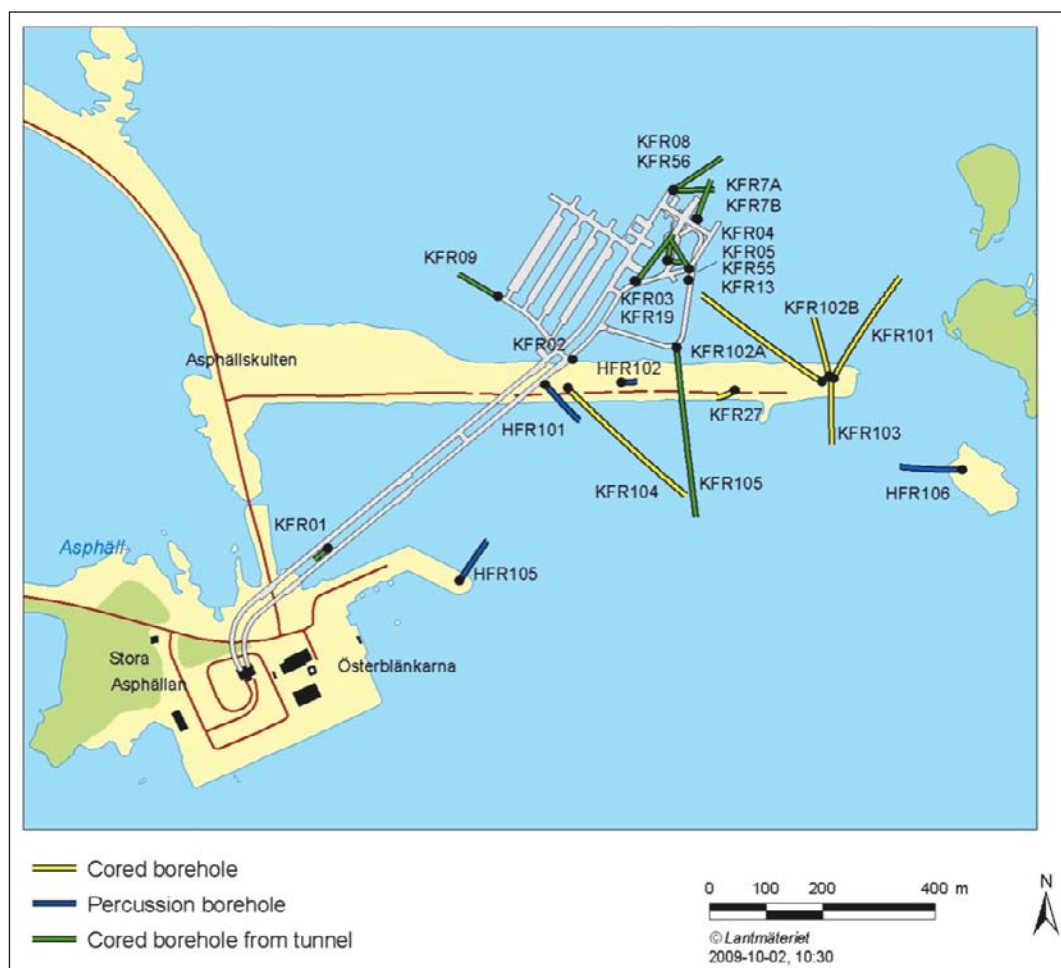 KFR08
KFR56
KFR7A
KFR7B
KFR04
KFR05
KFR55
KFR13
KFR09
KFR03
KFR19
KFR102B
KFR101
KFR02
KFR102A
Asphällskulten
HFR102
KFR27
HFR101
KFR103
KFR104
KFR105
HFR106
KFR01
Asphäll
HFR105
Stora
Asphällan
Österblänkarna
Cored borehole
Percussion borehole
Cored borehole from tunnel
0 100 200 400 m
N
© Lantmäteriet
2009-10-02, 10:30